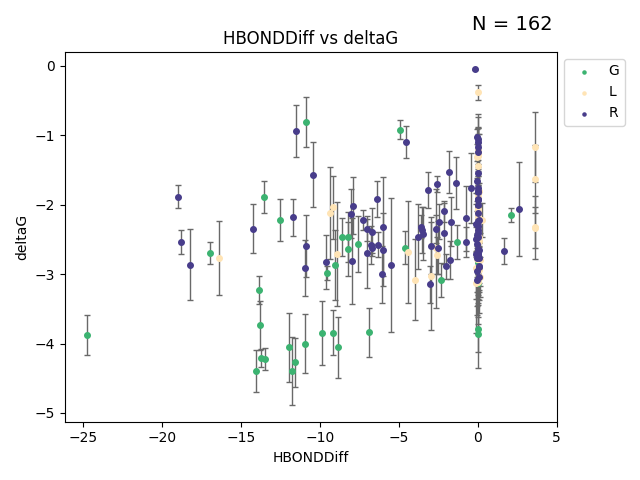 N = 162
HBONDDiff vs deltaG
G
L
R
deltaG
0
−1
−2
−3
−4
−5
−25
−20
−15
−10
−5
0
5
HBONDDiff